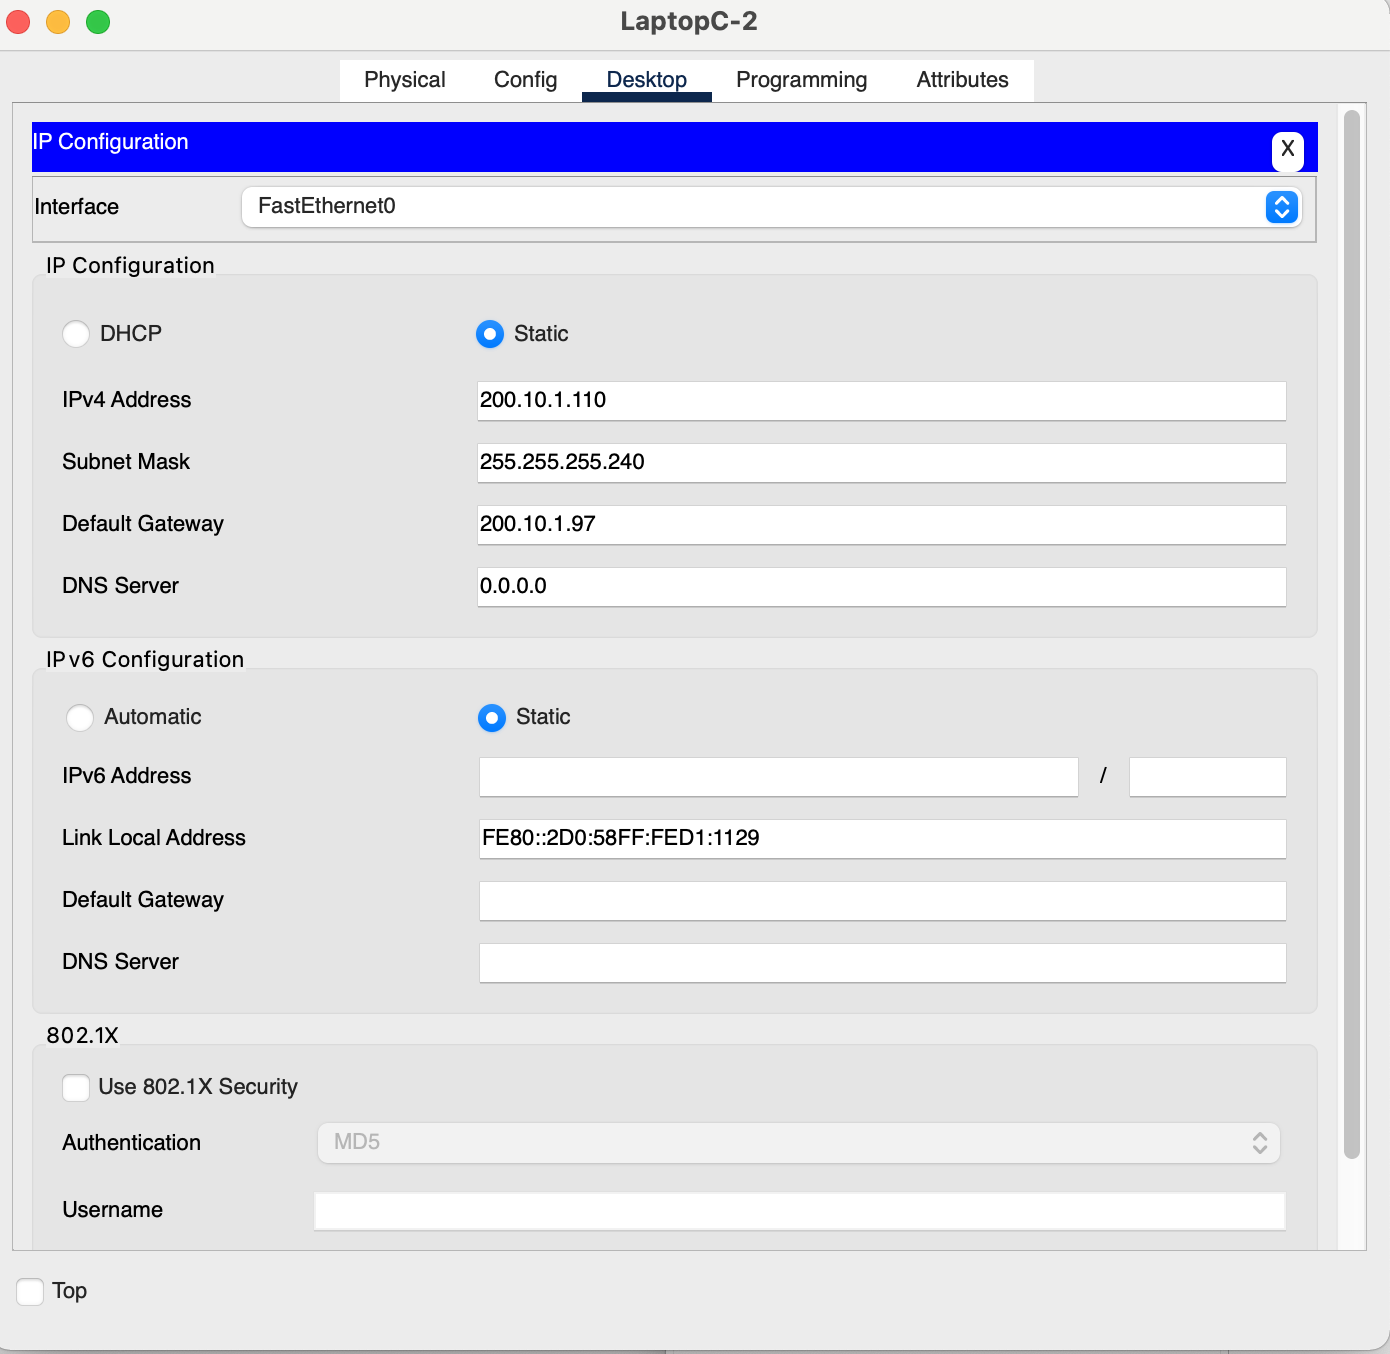 LaptopC-2
Physical Config Desktop Programming Attributes
IP Configuration
X
Interface FastEthernet0
IP Configuration
DHCP Static
IPv4 Address 200.10.1.110
Subnet Mask 255.255.255.240
Default Gateway 200.10.1.97
DNS Server 0.0.0.0
IPv6 Configuration
Automatic Static
IPv6 Address /
Link Local Address FE80::2D0:58FF:FED1:1129
Default Gateway
DNS Server
802.1X
Use 802.1X Security
Authentication MD5
Username
Top